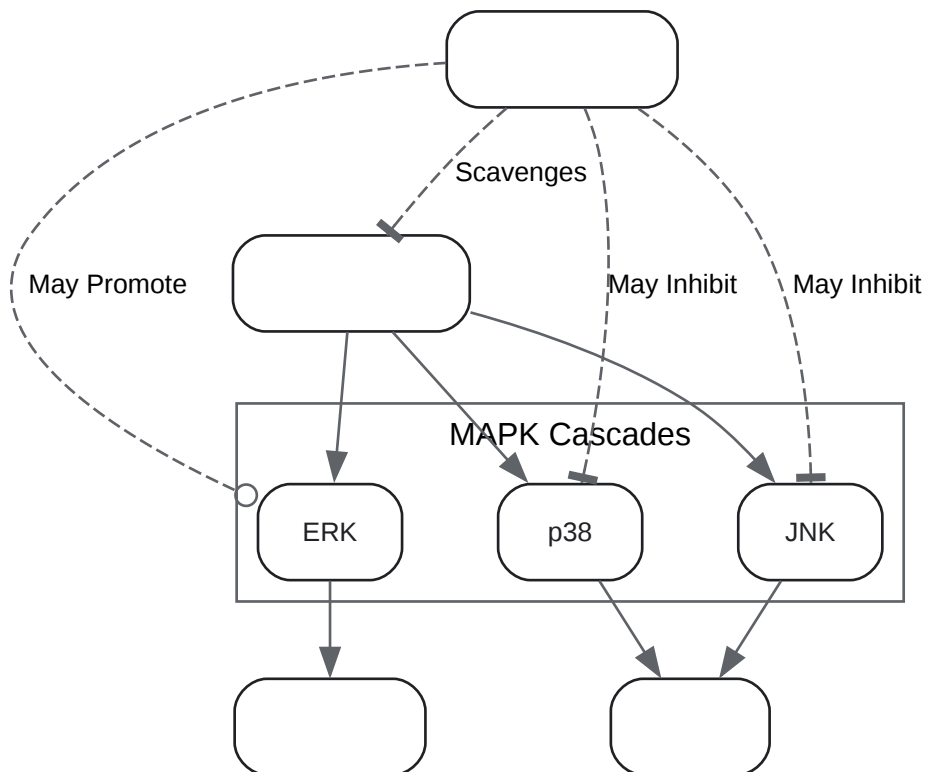 Scavenges
May Promote
May Inhibit
May Inhibit
MAPK Cascades
ERK
p38
JNK